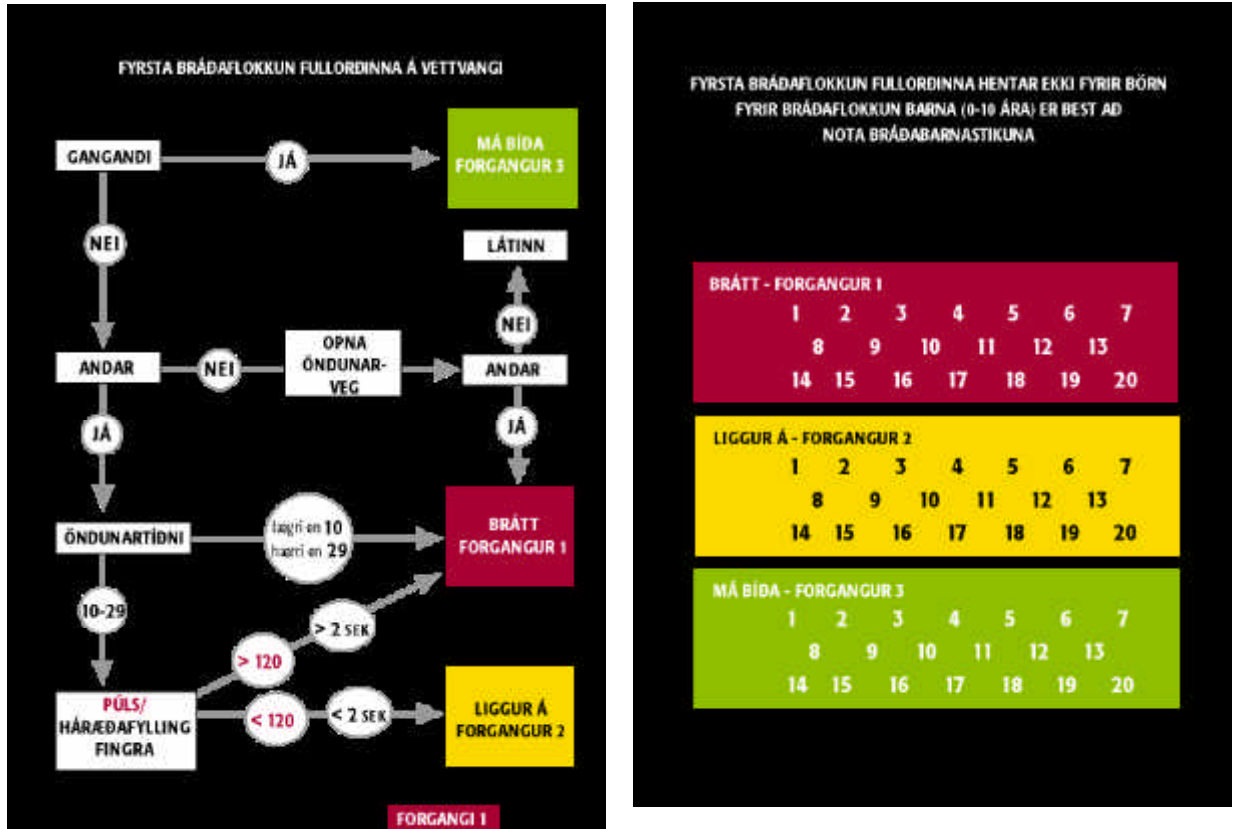 FYRSTA BRÁÐAFLOKKUN FULLORÐINNA Á VETTVANGI
GANGANDI
JÁ
MÁ BÍÐA
FORGANGUR 3
NEI
LÁTINN
NEI
ANDAR
NEI
OPNA
ÖNDUNAR-
VEG
ANDAR
JÁ
JÁ
ÖNDUNARTÍÐNI
lægri en 10
hærri en 29
BRÁTT
FORGANGUR 1
10-29
> 2 SEK
> 120
PÚLS/
HÁRÆÐAFYLLING
FINGRA
< 120
< 2 SEK
LIGGUR Á
FORGANGUR 2
FORGANGI 1
FYRSTA BRÁÐAFLOKKUN FULLORÐINNA HENTAR EKKI FYRIR BÖRN
FYRIR BRÁÐAFLOKKUN BARNA (0-10 ÁRA) ER BEST AÐ
NOTA BRÁÐABARNASTIKUNA
BRÁTT - FORGANGUR 1
1 2 3 4 5 6 7
8 9 10 11 12 13
14 15 16 17 18 19 20
LIGGUR Á - FORGANGUR 2
1 2 3 4 5 6 7
8 9 10 11 12 13
14 15 16 17 18 19 20
MÁ BÍÐA - FORGANGUR 3
1 2 3 4 5 6 7
8 9 10 11 12 13
14 15 16 17 18 19 20